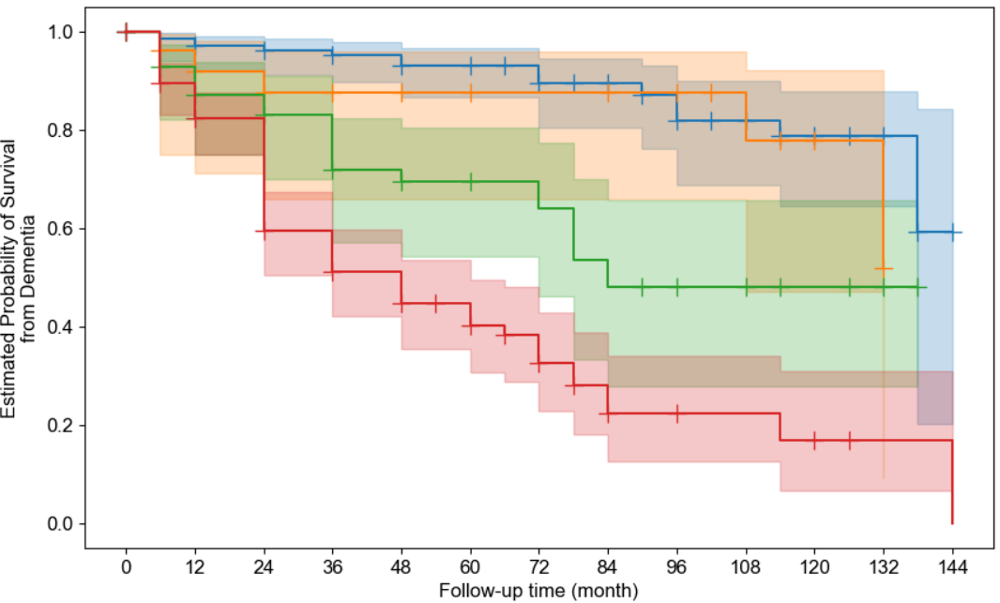 Estimated Probability of Survival
from Dementia
1.0
0.8
0.6
0.4
0.2
0.0
0 12 24 36 48 60 72 84 96 108 120 132 144
Follow-up time (month)